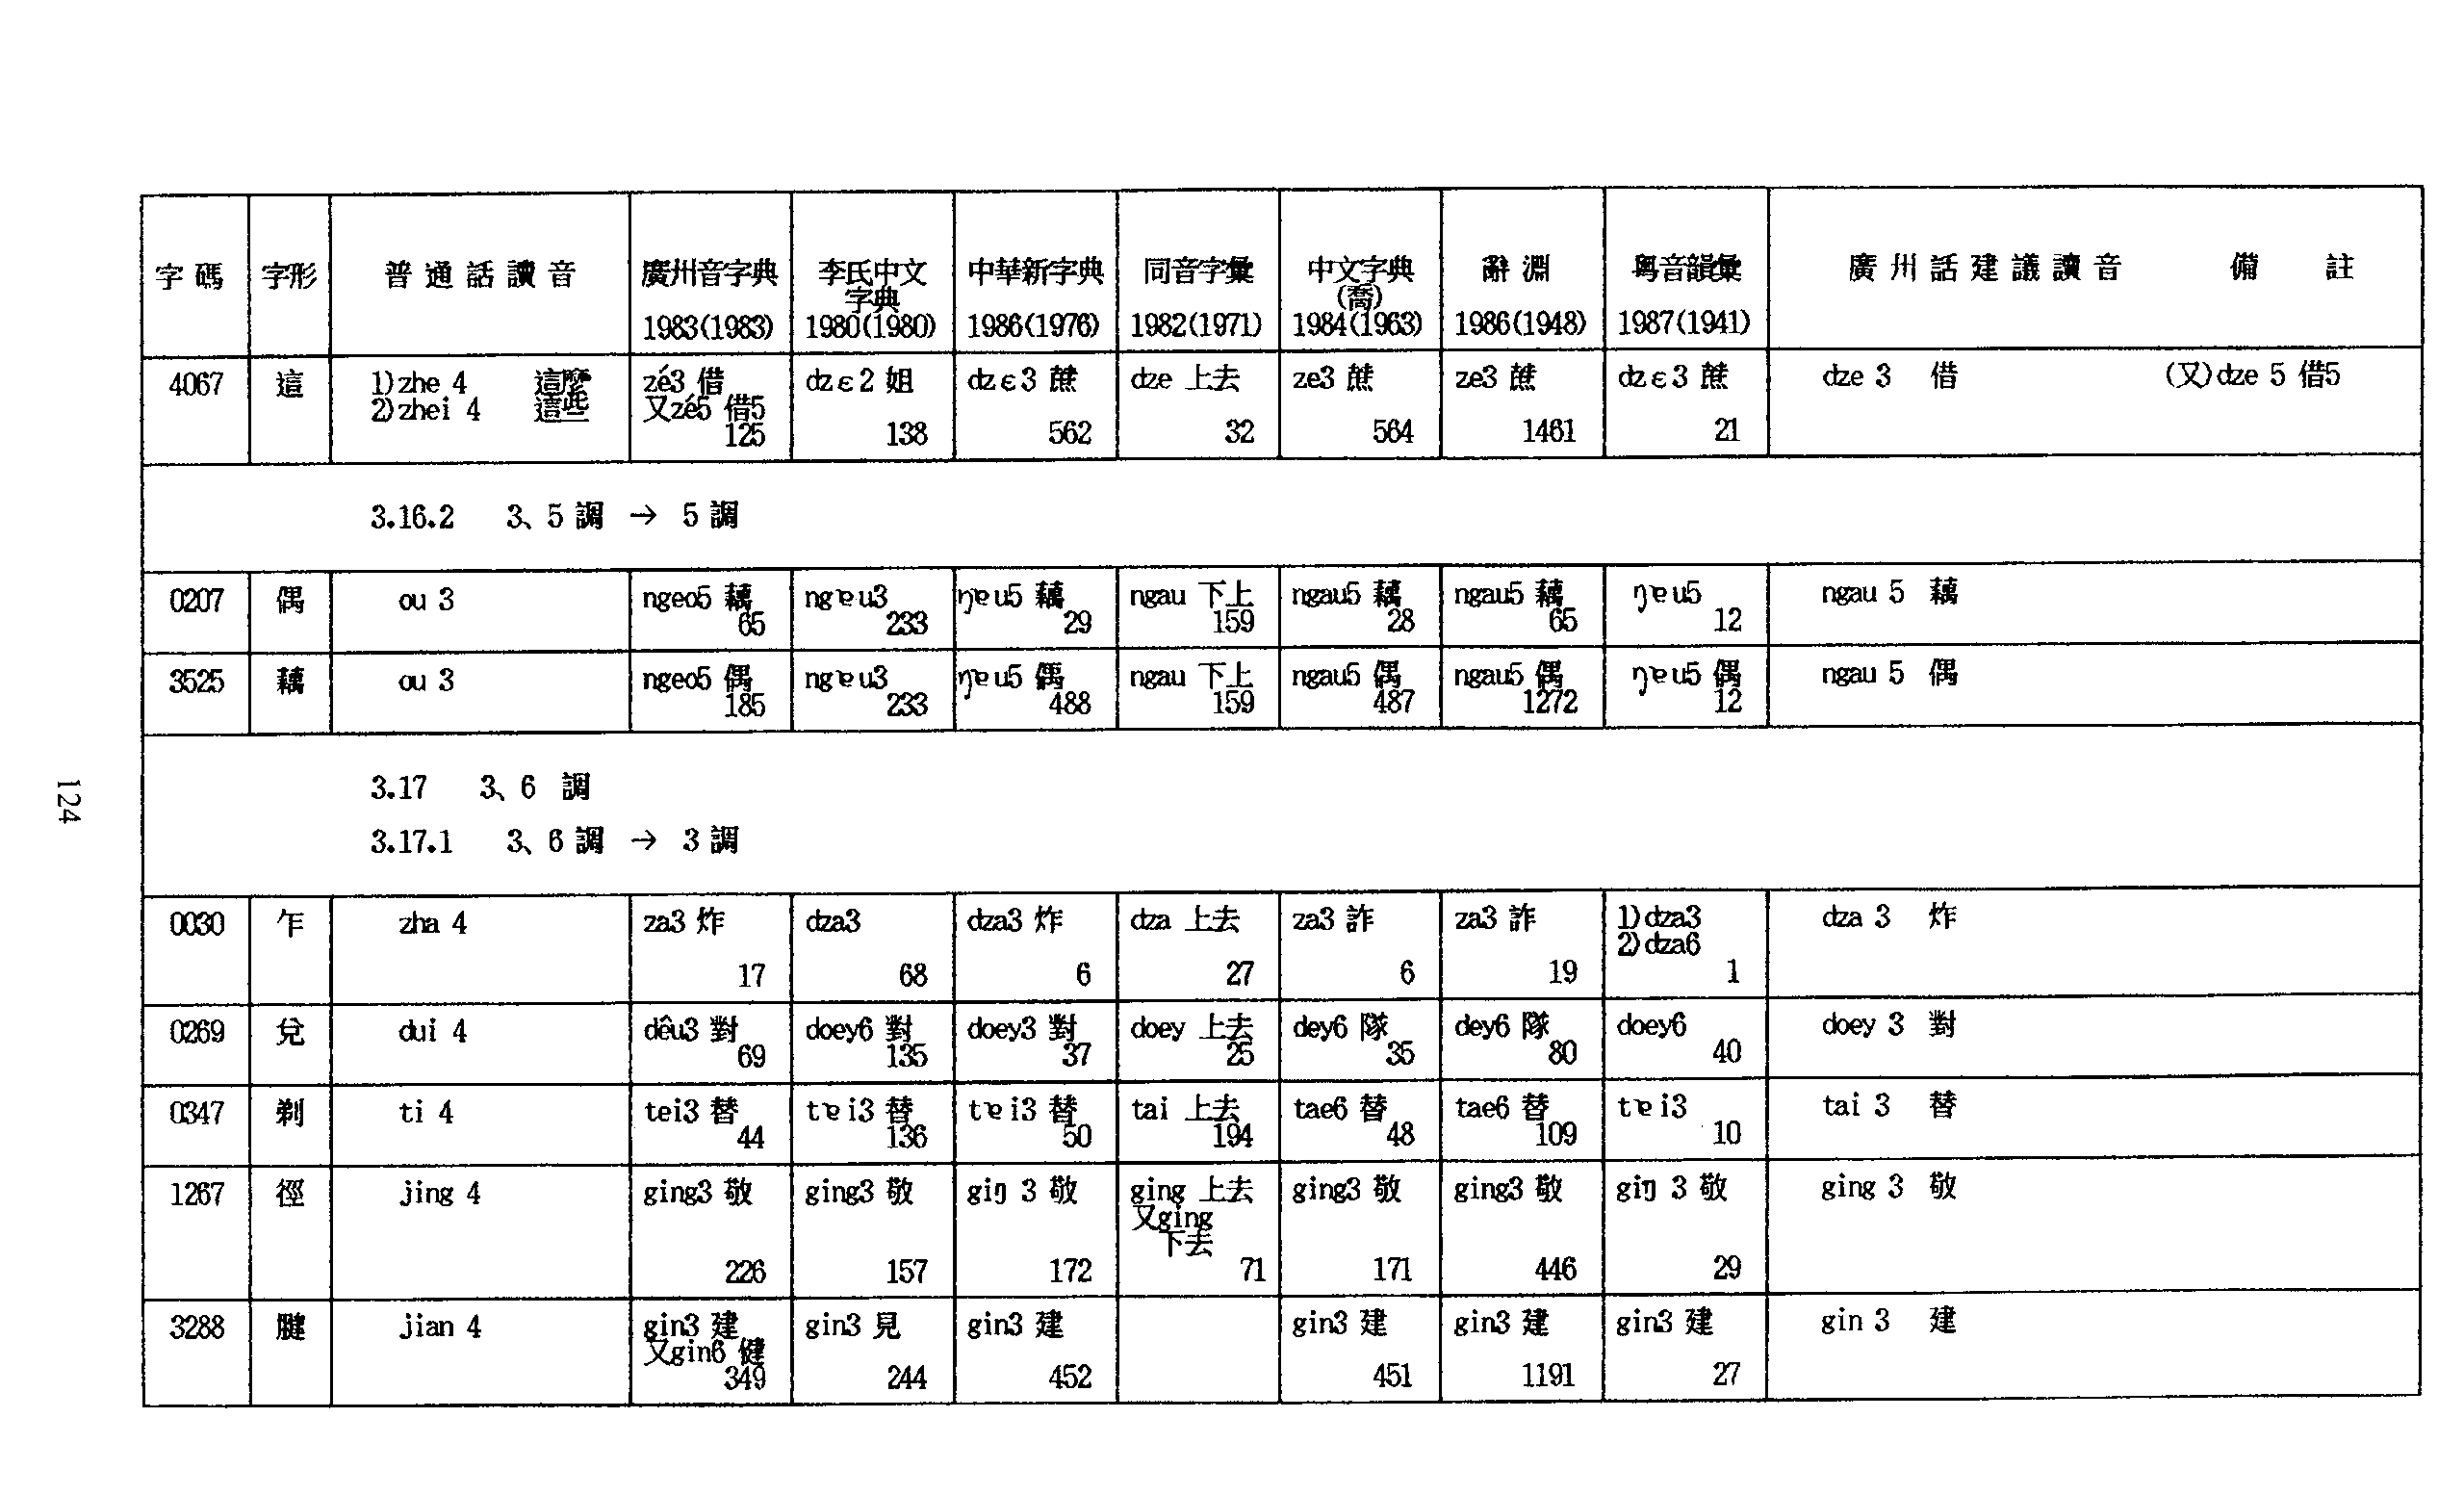 字碼 字形 普通話讀音 廣州音字典 1983(1983) 李氏中文字典 1980(1980) 中華新字典 1986(1976) 同音字彙 1982(1971) 中文字典(喬) 1984(1963) 辭淵 1986(1948) 粵音韻彙 1987(1941) 廣州話建議讀音 備註
4067 這 1)zhe 4 這麼 2)zhei 4 這些 zé3 借 又zé5 借5 125 dzɛ2 姐 138 dzɛ3 蔗 562 dze 上去 32 ze3 蔗 564 ze3 蔗 1461 dzɛ3 蔗 21 dze 3 借 (又)dze 5 借5
3.16.2 3、5調 → 5調
0207 偶 ou 3 ngeo5 藕 65 ngɐu3 233 ŋɐu5 藕 29 ngau 下上 159 ngau5 藕 28 ngau5 藕 65 ŋɐu5 12 ngau 5 藕
3525 藕 ou 3 ngeo5 偶 185 ngɐu3 233 ŋɐu5 偶 488 ngau 下上 159 ngau5 偶 487 ngau5 偶 1272 ŋɐu5 偶 12 ngau 5 偶
3.17 3、6 調
3.17.1 3、6調 → 3調
0030 乍 zha 4 za3 炸 17 dza3 68 dza3 炸 6 dza 上去 27 za3 詐 6 za3 詐 19 1)dza3 2)dza6 1 dza 3 炸
0269 兌 dui 4 dêu3 對 69 doey6 對 135 doey3 對 37 doey 上去 25 dey6 隊 35 dey6 隊 80 doey6 40 doey 3 對
0347 剃 ti 4 tei3 替 44 tɐi3 替 136 tɐi3 替 50 tai 上去 194 tae6 替 48 tae6 替 109 tɐi3 10 tai 3 替
1267 徑 jing 4 ging3 敬 226 ging3 敬 157 giŋ 3 敬 172 ging 上去 又ging 下去 71 ging3 敬 171 ging3 敬 446 giŋ 3 敬 29 ging 3 敬
3288 腱 jian 4 gin3 建 又gin6 健 349 gin3 見 244 gin3 建 452 gin3 建 451 gin3 建 1191 gin3 建 27 gin 3 建
124